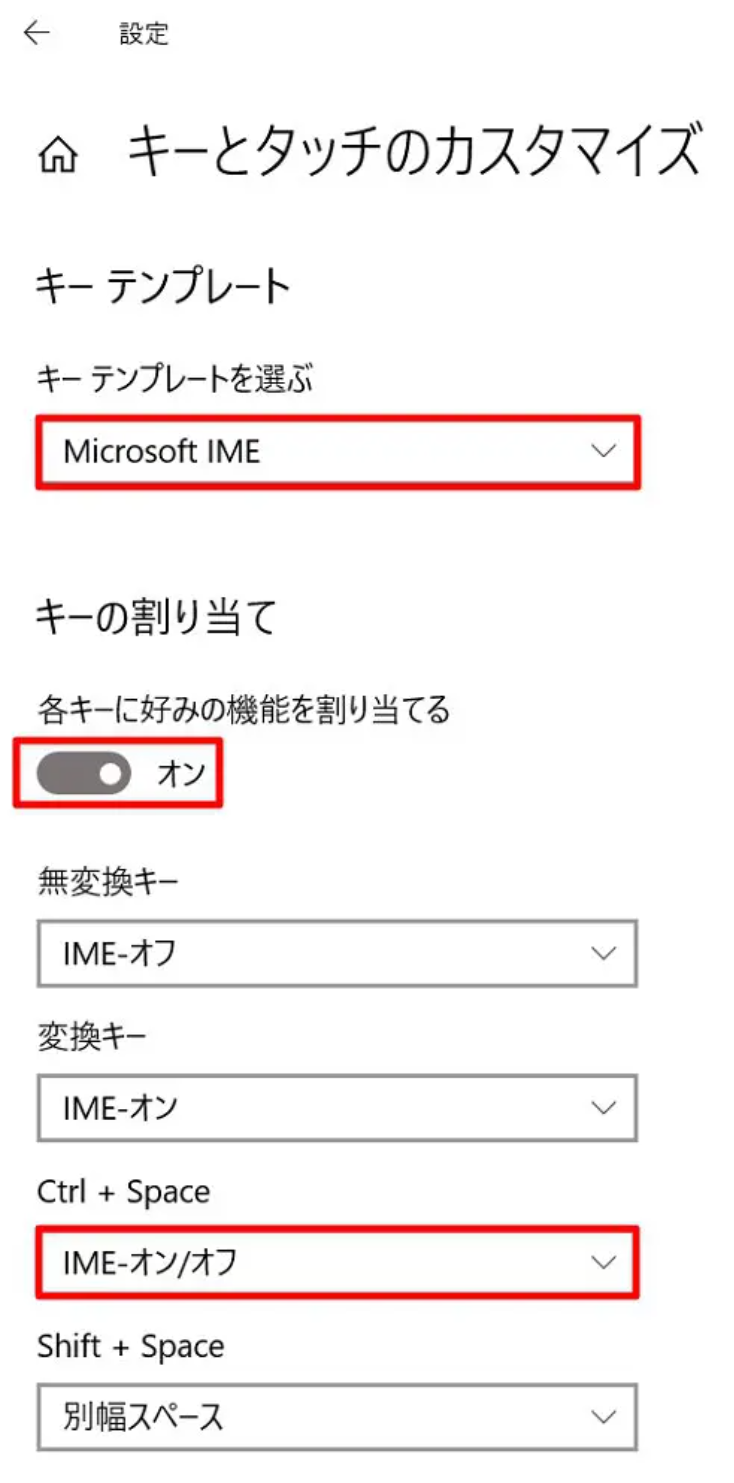 設定
キーとタッチのカスタマイズ
キー テンプレート
キー テンプレートを選ぶ
Microsoft IME
キーの割り当て
各キーに好みの機能を割り当てる
オン
無変換キー
IME-オフ
変換キー
IME-オン
Ctrl + Space
IME-オン/オフ
Shift + Space
別幅スペース